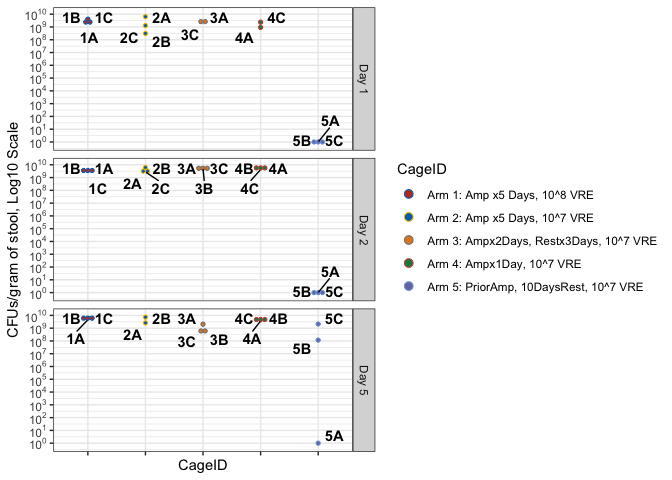 CFUs/gram of stool, Log10 Scale
10^10
10^9
10^8
10^7
10^6
10^5
10^4
10^3
10^2
10^1
10^0
1B 1C 2A 3A 4C
1A 2C 2B 3C 4A
5A
5B 5C
Day 1
10^10
10^9
10^8
10^7
10^6
10^5
10^4
10^3
10^2
10^1
10^0
1B 1A 2B 3A 3C 4B 4A
1C 2A 2C 3B 4C
5A
5B 5C
Day 2
10^10
10^9
10^8
10^7
10^6
10^5
10^4
10^3
10^2
10^1
10^0
1B 1C 2B 3A 4C 4B 5C
1A 2A 3C 3B 4A 5B
5A
Day 5
CageID
CageID
Arm 1: Amp x5 Days, 10^8 VRE
Arm 2: Amp x5 Days, 10^7 VRE
Arm 3: Ampx2Days, Restx3Days, 10^7 VRE
Arm 4: Ampx1Day, 10^7 VRE
Arm 5: PriorAmp, 10DaysRest, 10^7 VRE